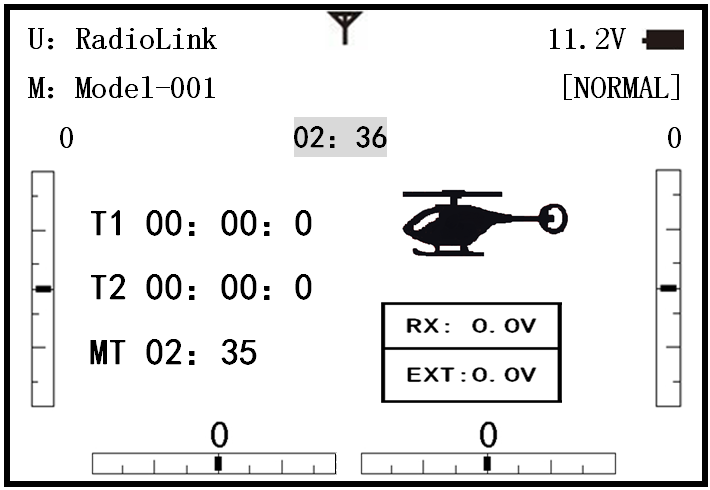 U: RadioLink 11.2V
M: Model-001 [NORMAL]
0 02: 36 0
T1 00: 00: 0
T2 00: 00: 0
MT 02: 35
RX: 0.0V
EXT:0.0V
0 0